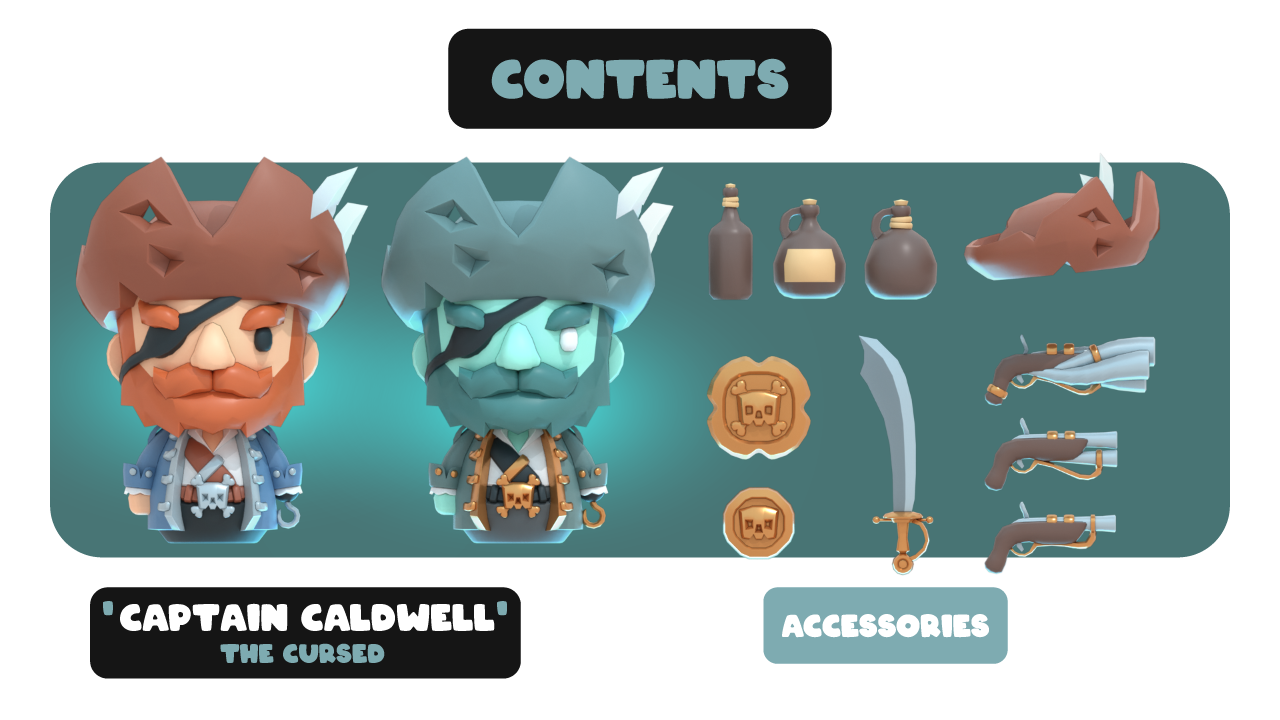 CONTENTS
'CAPTAIN CALDWELL'
THE CURSED
ACCESSORIES